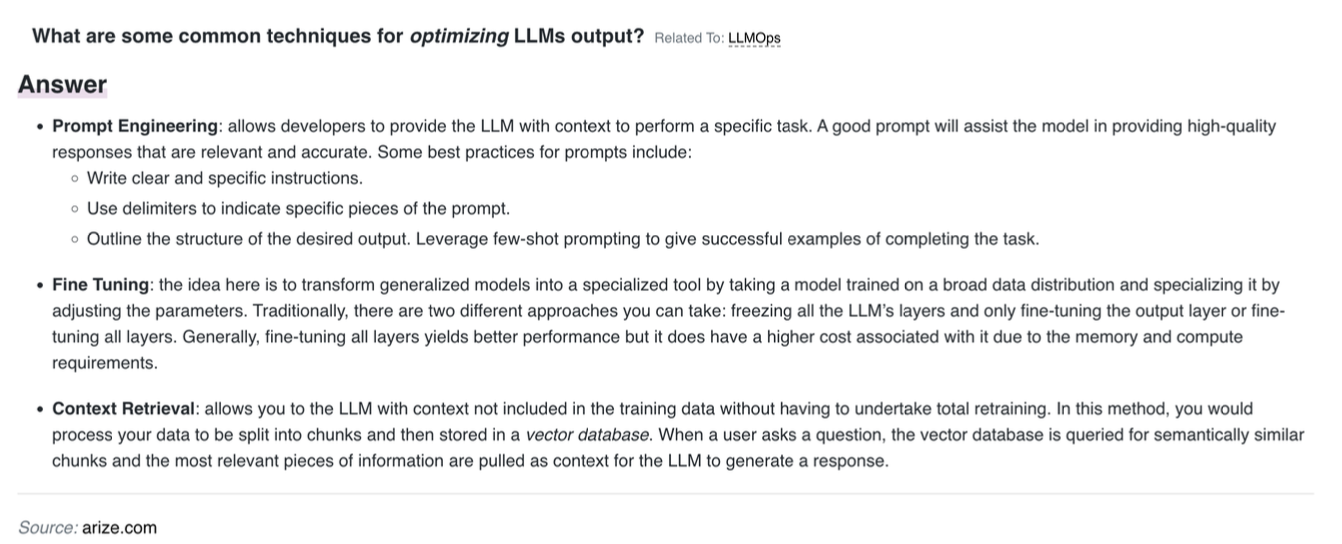 What are some common techniques for optimizing LLMs output? Related To: LLMOps
Answer
• Prompt Engineering: allows developers to provide the LLM with context to perform a specific task. A good prompt will assist the model in providing high-quality
responses that are relevant and accurate. Some best practices for prompts include:
◦ Write clear and specific instructions.
◦ Use delimiters to indicate specific pieces of the prompt.
◦ Outline the structure of the desired output. Leverage few-shot prompting to give successful examples of completing the task.
• Fine Tuning: the idea here is to transform generalized models into a specialized tool by taking a model trained on a broad data distribution and specializing it by
adjusting the parameters. Traditionally, there are two different approaches you can take: freezing all the LLM's layers and only fine-tuning the output layer or fine-
tuning all layers. Generally, fine-tuning all layers yields better performance but it does have a higher cost associated with it due to the memory and compute
requirements.
• Context Retrieval: allows you to the LLM with context not included in the training data without having to undertake total retraining. In this method, you would
process your data to be split into chunks and then stored in a vector database. When a user asks a question, the vector database is queried for semantically similar
chunks and the most relevant pieces of information are pulled as context for the LLM to generate a response.
Source: arize.com